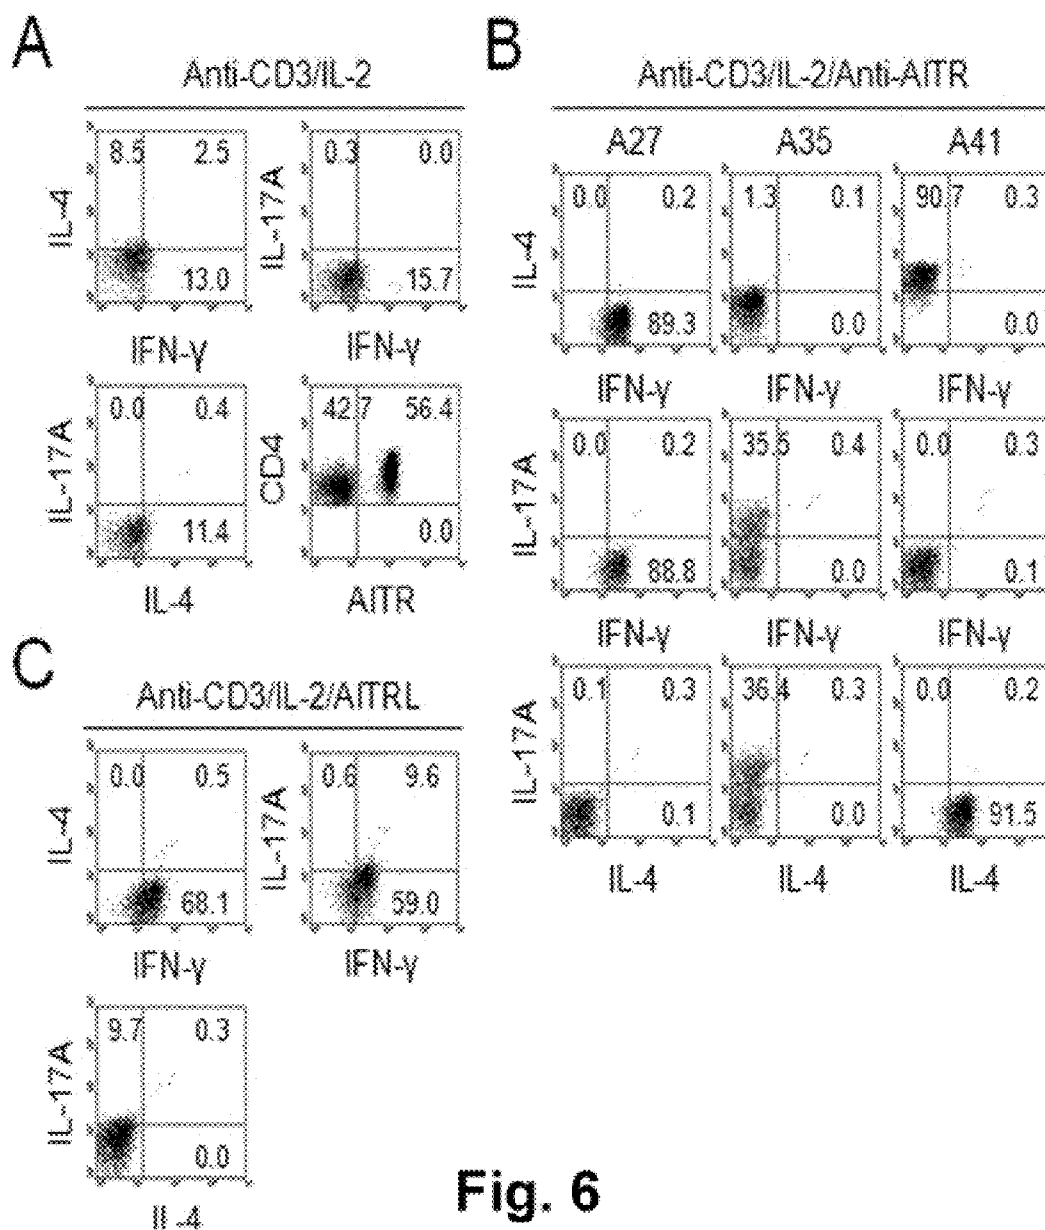 A
Anti-CD3/IL-2
8.5 2.5
13.0
IL-4
IFN-γ
0.3 0.0
15.7
IL-17A
IFN-γ
0.0 0.4
11.4
IL-17A
IL-4
42.7 56.4
0.0
CD4
AITR
B
Anti-CD3/IL-2/Anti-AITR
A27 A35 A41
IL-4
0.0 0.2 1.3 0.1 90.7 0.3
89.3 0.0 0.0
IFN-γ IFN-γ IFN-γ
IL-17A
0.0 0.2 35.5 0.4 0.0 0.3
88.8 0.0 0.1
IFN-γ IFN-γ IFN-γ
IL-17A
0.1 0.3 36.4 0.3 0.0 0.2
0.1 0.0 91.5
IL-4 IL-4 IL-4
C
Anti-CD3/IL-2/AITRL
0.0 0.5
68.1
IL-4
IFN-γ
0.6 9.6
59.0
IL-17A
IFN-γ
9.7 0.3
0.0
IL-17A
IL-4
Fig. 6